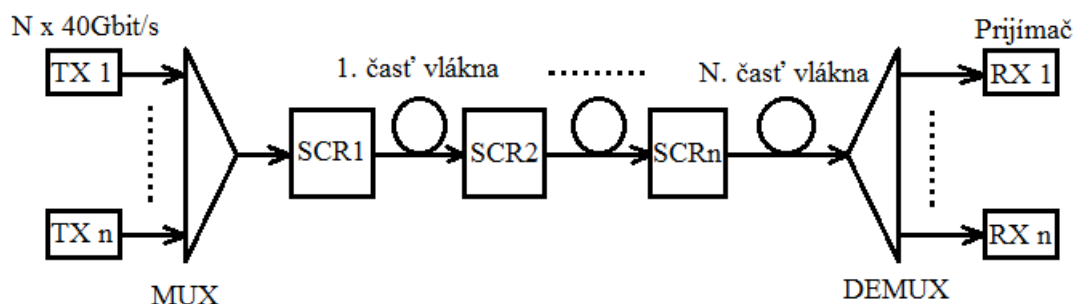 N x 40Gbit/s
Prijímač
TX 1
1. časť vlákna
N. časť vlákna
RX 1
SCR1
SCR2
SCRn
TX n
RX n
MUX
DEMUX